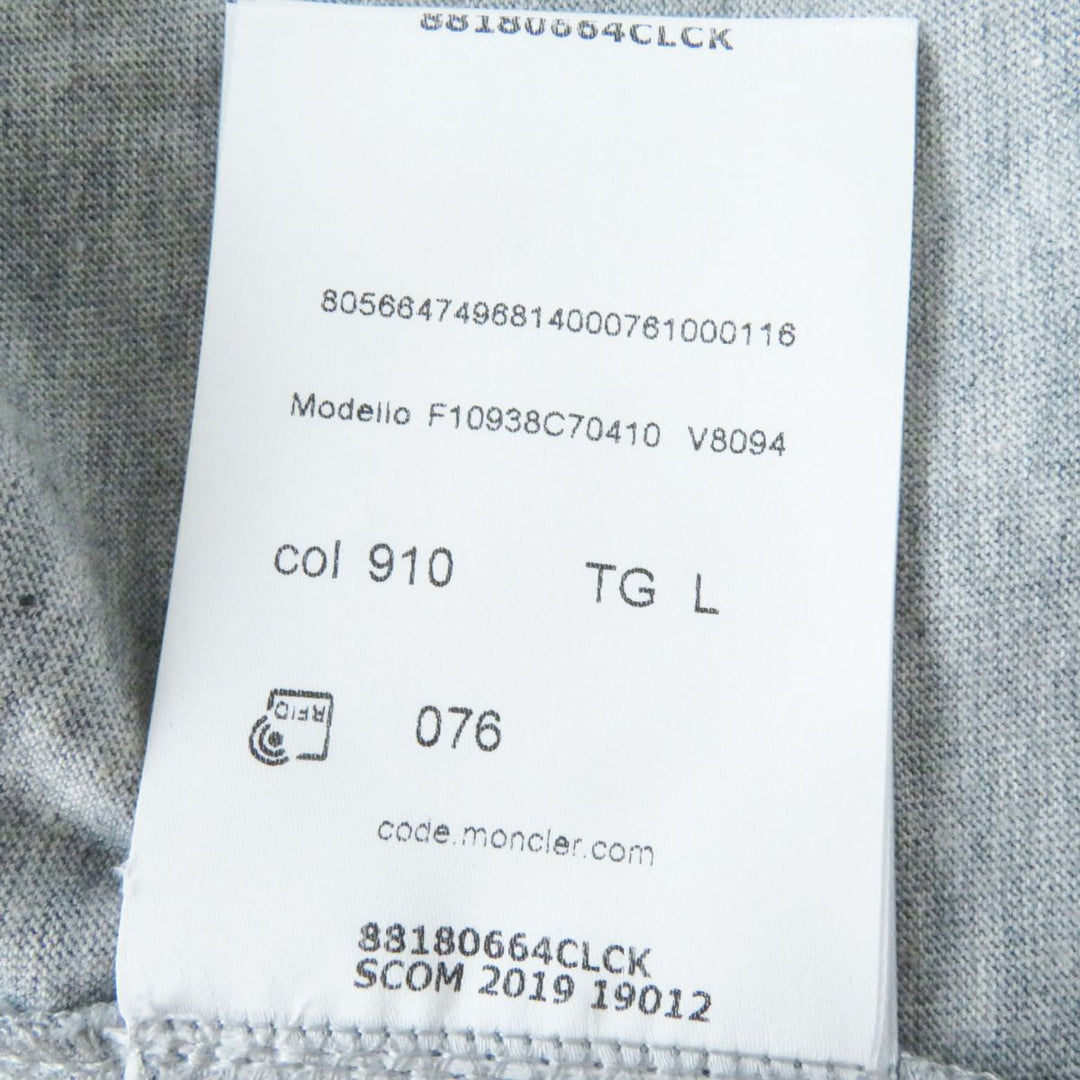 88180664CLCK
8056647496814000761000116
Modello F10938C70410 V8094
col 910 TG L
RFID 076
code.moncler.com
88180664CLCK
SCOM 2019 19012